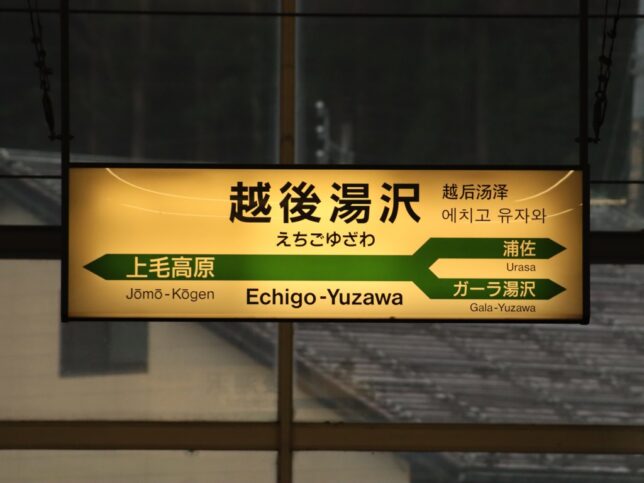 越後湯沢
越后汤泽
에치고 유자와
えちごゆざわ
上毛高原
Jōmō-Kōgen
Echigo-Yuzawa
浦佐
Urasa
ガーラ湯沢
Gala-Yuzawa